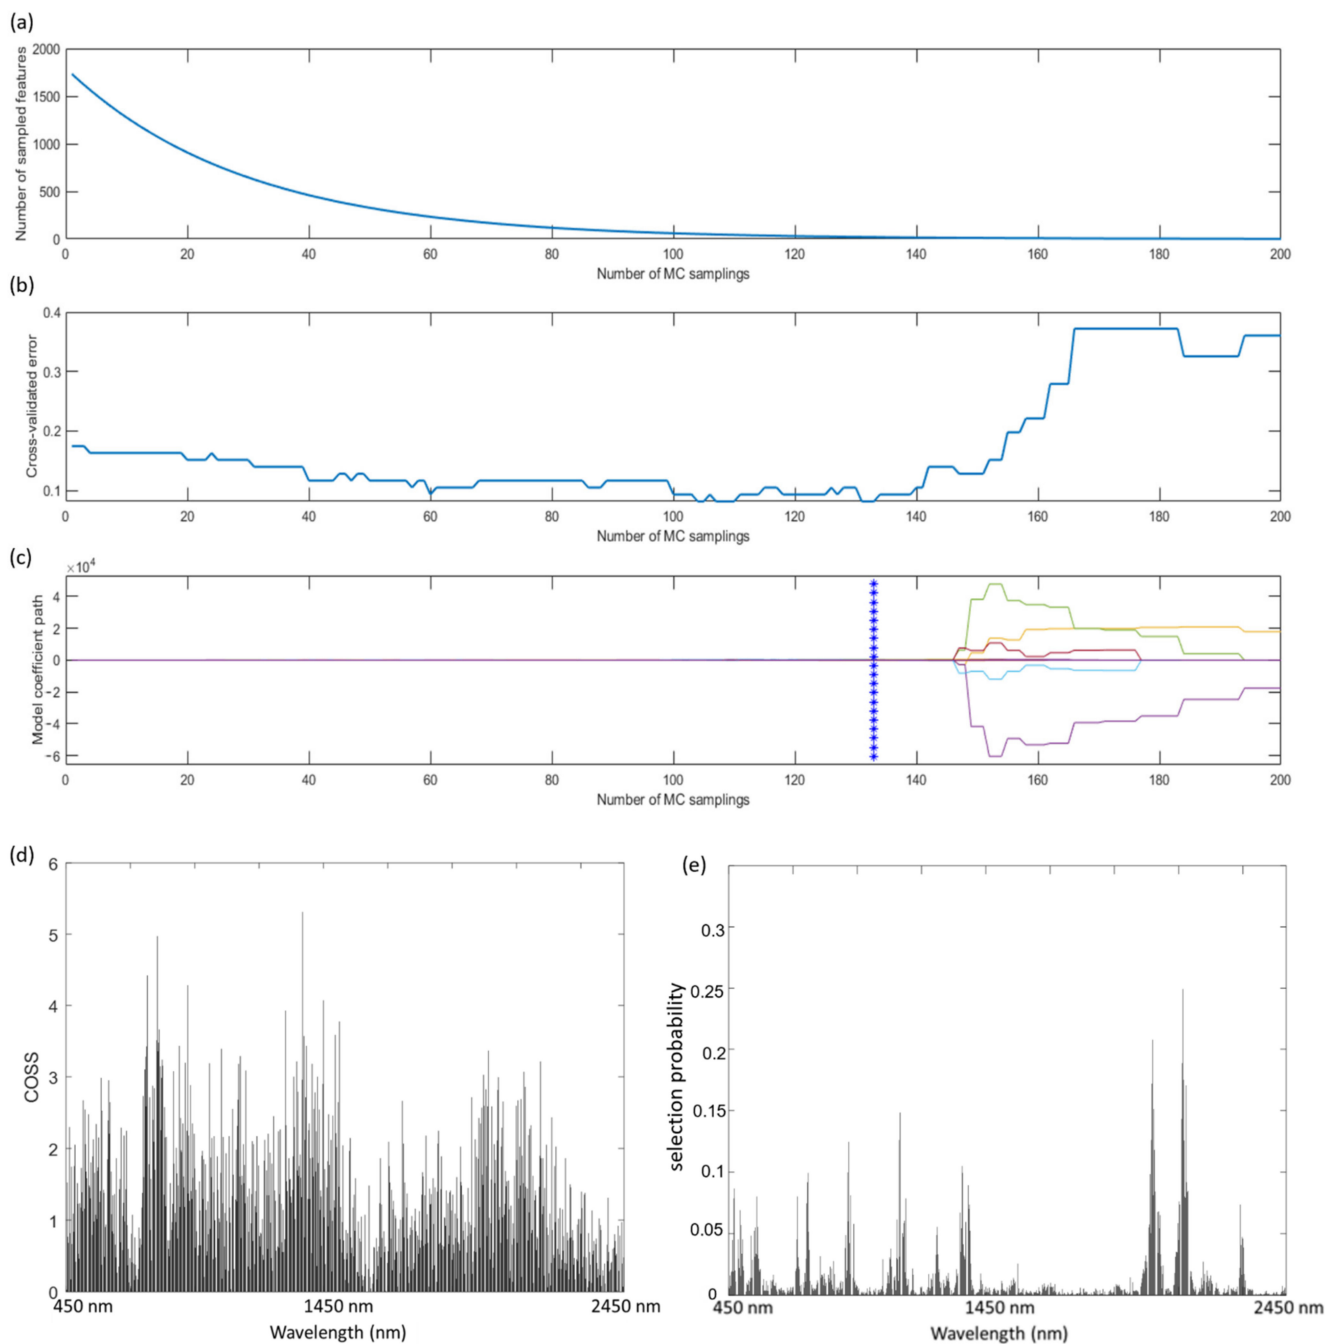 (a)
2000
1500
1000
500
0
Number of sampled features
0 20 40 60 80 100 120 140 160 180 200
Number of MC samplings
(b)
0.4
0.3
0.2
0.1
Cross-validated error
0 20 40 60 80 100 120 140 160 180 200
Number of MC samplings
(c)
×10⁴
4
2
0
-2
-4
-6
Model coefficient path
0 20 40 60 80 100 120 140 160 180 200
Number of MC samplings
(d)
6
5
4
3
2
1
0
COSS
450 nm 1450 nm 2450 nm
Wavelength (nm)
(e)
0.3
0.25
0.2
0.15
0.1
0.05
0
selection probability
450 nm 1450 nm 2450 nm
Wavelength (nm)